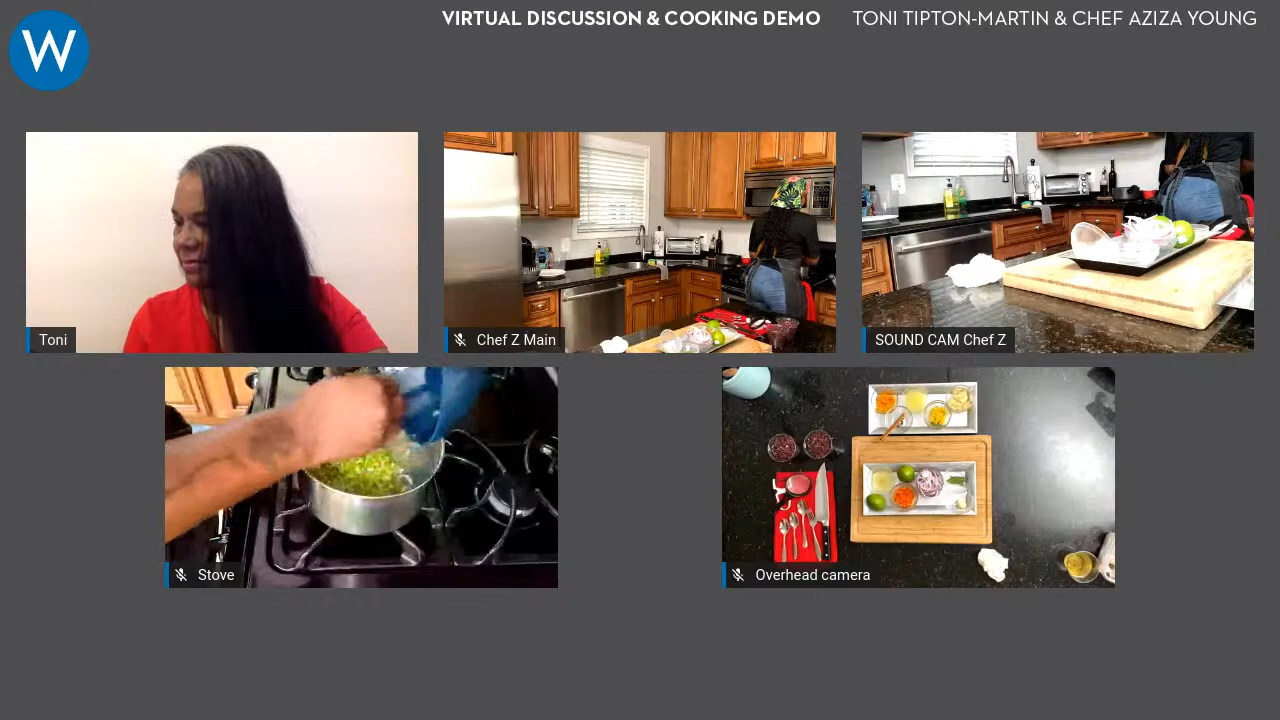 W
VIRTUAL DISCUSSION & COOKING DEMO TONI TIPTON-MARTIN & CHEF AZIZA YOUNG
Toni
Chef Z Main
SOUND CAM Chef Z
Stove
Overhead camera